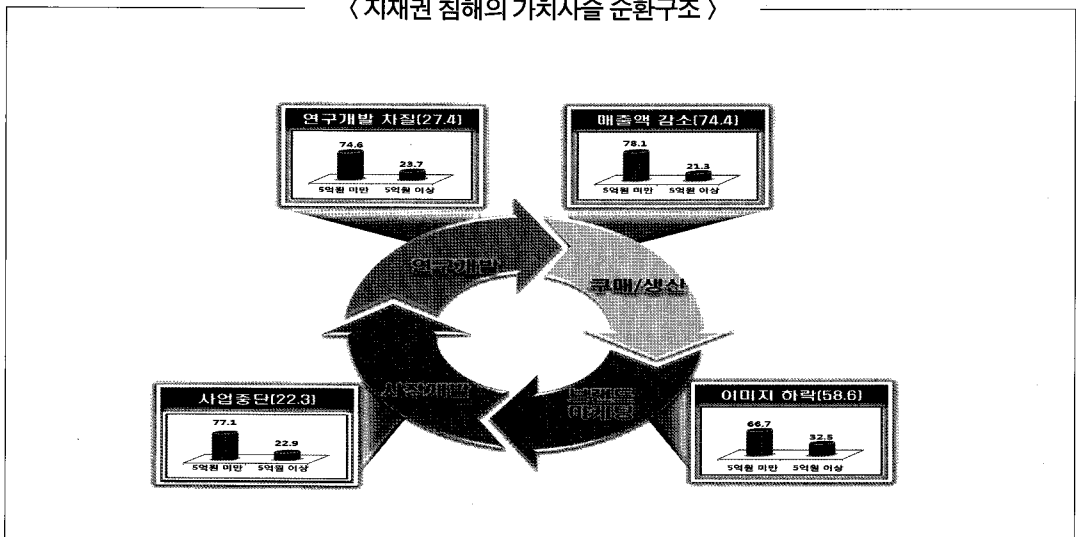 〈 지재권 침해의 가치사슬 순환구조 〉
연구개발 차질(27.4)
74.6
23.7
5억원 미만 5억원 이상
매출액 감소(74.4)
78.1
21.3
5억원 미만 5억원 이상
연구개발
구매/생산
시장개발
사업중단(22.3)
77.1
22.9
5억원 미만 5억원 이상
이미지 하락(58.6)
66.7
32.5
5억원 미만 5억원 이상